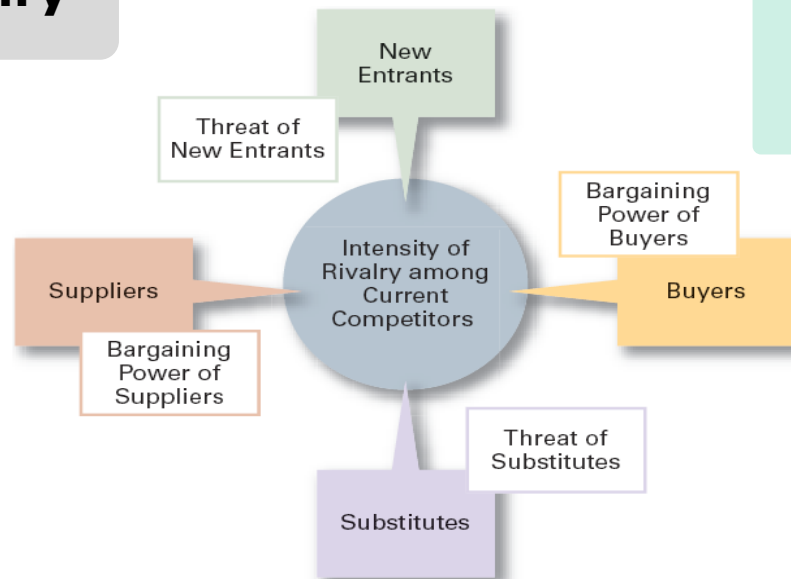 New
Entrants
Threat of
New Entrants
Bargaining
Power of
Buyers
Intensity of
Rivalry among
Current
Competitors
Suppliers
Buyers
Bargaining
Power of
Suppliers
Threat of
Substitutes
Substitutes